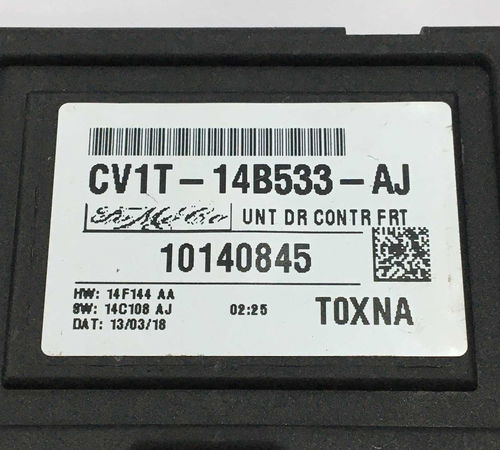 CV1T-14B533-AJ
FoMoCo UNT DR CONTR FRT
10140845
HW: 14F144 AA
SW: 14C108 AJ 02:25 TOXNA
DAT: 13/03/18